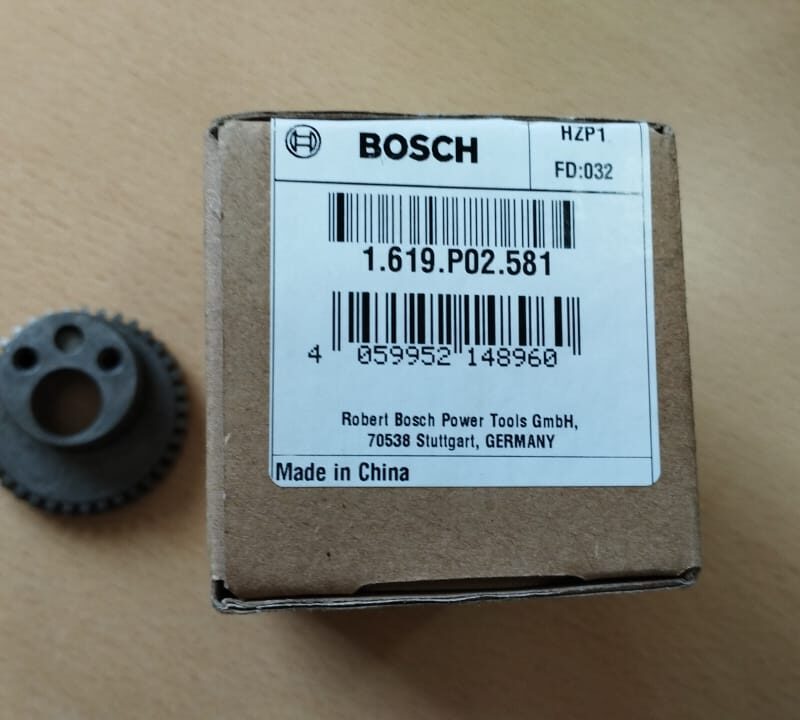 BOSCH
HZP1
FD:032
1.619.P02.581
4 059952 148960
Robert Bosch Power Tools GmbH,
70538 Stuttgart, GERMANY
Made in China